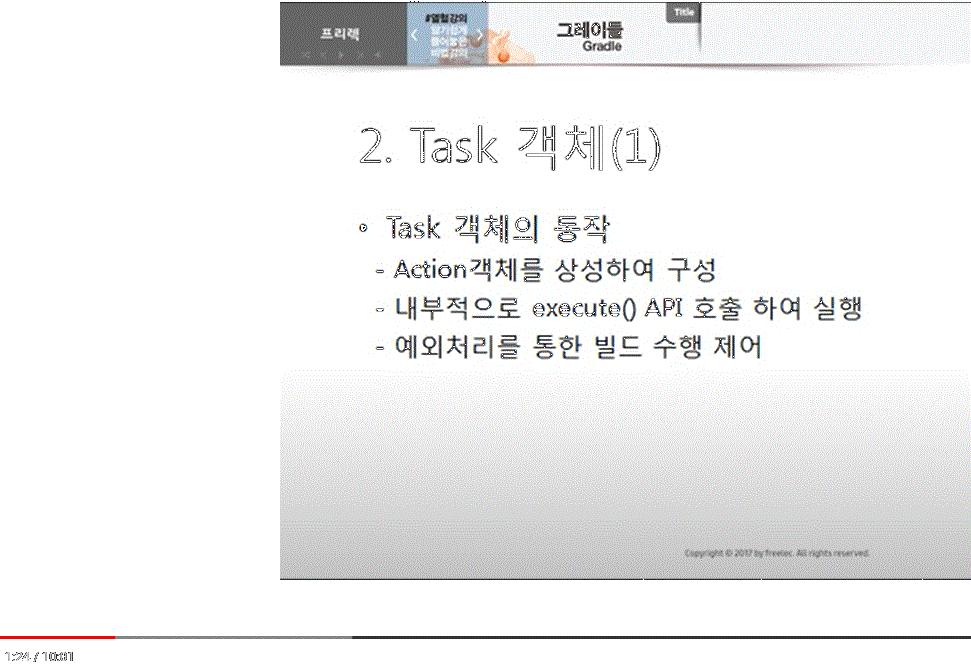 프리렉
#열혈강의
그레이들
Gradle
Title
2. Task 객체(1)
• Task 객체의 동작
- Action객체를 상성하여 구성
- 내부적으로 execute() API 호출 하여 실행
- 예외처리를 통한 빌드 수행 제어
Copyright © 2017 by freelec. All rights reserved.
1:24 / 10:01